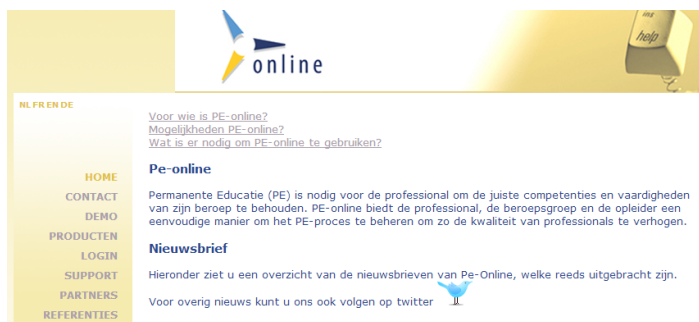 help
online
NL FR EN DE
Voor wie is PE-online?
Mogelijkheden PE-online?
Wat is er nodig om PE-online te gebruiken?
HOME
CONTACT
DEMO
PRODUCTEN
LOGIN
SUPPORT
PARTNERS
REFERENTIES
Pe-online
Permanente Educatie (PE) is nodig voor de professional om de juiste competenties en vaardigheden
van zijn beroep te behouden. PE-online biedt de professional, de beroepsgroep en de opleider een
eenvoudige manier om het PE-proces te beheren om zo de kwaliteit van professionals te verhogen.
Nieuwsbrief
Hieronder ziet u een overzicht van de nieuwsbrieven van Pe-Online, welke reeds uitgebracht zijn.
Voor overig nieuws kunt u ons ook volgen op twitter